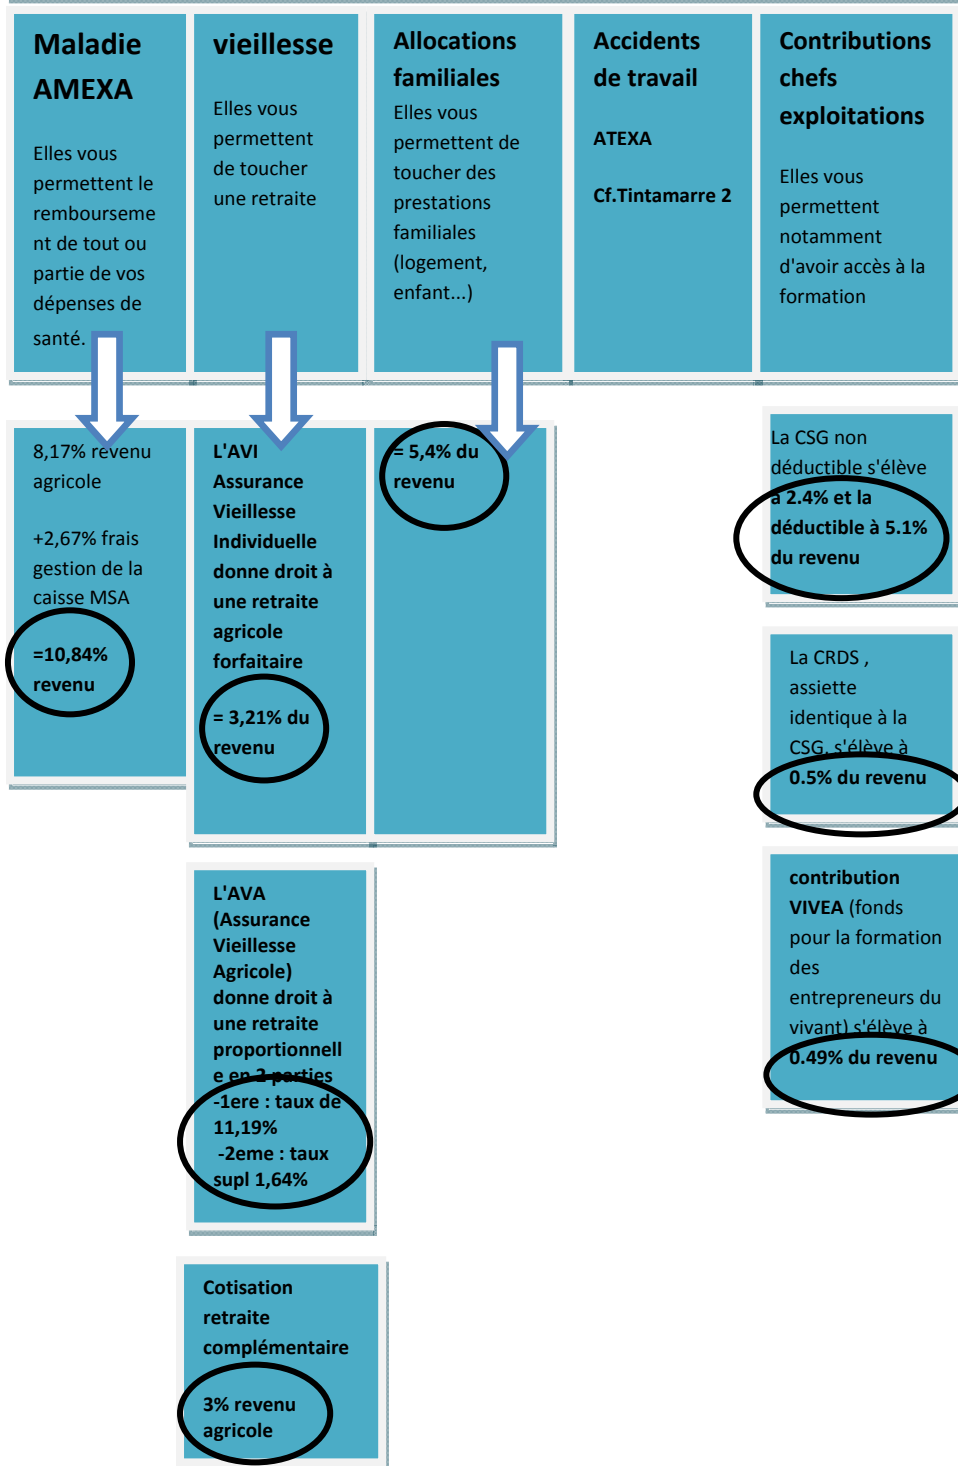 Maladie
AMEXA
Elles vous
permettent le
rembourseme
nt de tout ou
partie de vos
dépenses de
santé.
vieillesse
Elles vous
permettent
de toucher
une retraite
Allocations
familiales
Elles vous
permettent de
toucher des
prestations
familiales
(logement,
enfant...)
Accidents
de travail
ATEXA
Cf.Tintamarre 2
Contributions
chefs
exploitations
Elles vous
permettent
notamment
d'avoir accès à la
formation
8,17% revenu
agricole
+2,67% frais
gestion de la
caisse MSA
=10,84%
revenu
L'AVI
Assurance
Vieillesse
Individuelle
donne droit à
une retraite
agricole
forfaitaire
= 3,21% du
revenu
= 5,4% du
revenu
La CSG non
déductible s'élève
à 2.4% et la
déductible à 5.1%
du revenu
La CRDS ,
assiette
identique à la
CSG, s'élève à
0.5% du revenu
contribution
VIVEA (fonds
pour la formation
des
entrepreneurs du
vivant) s'élève à
0.49% du revenu
L'AVA
(Assurance
Vieillesse
Agricole)
donne droit à
une retraite
proportionnell
e en 2 parties
-1ere : taux de
11,19%
-2eme : taux
supl 1,64%
Cotisation
retraite
complémentaire
3% revenu
agricole